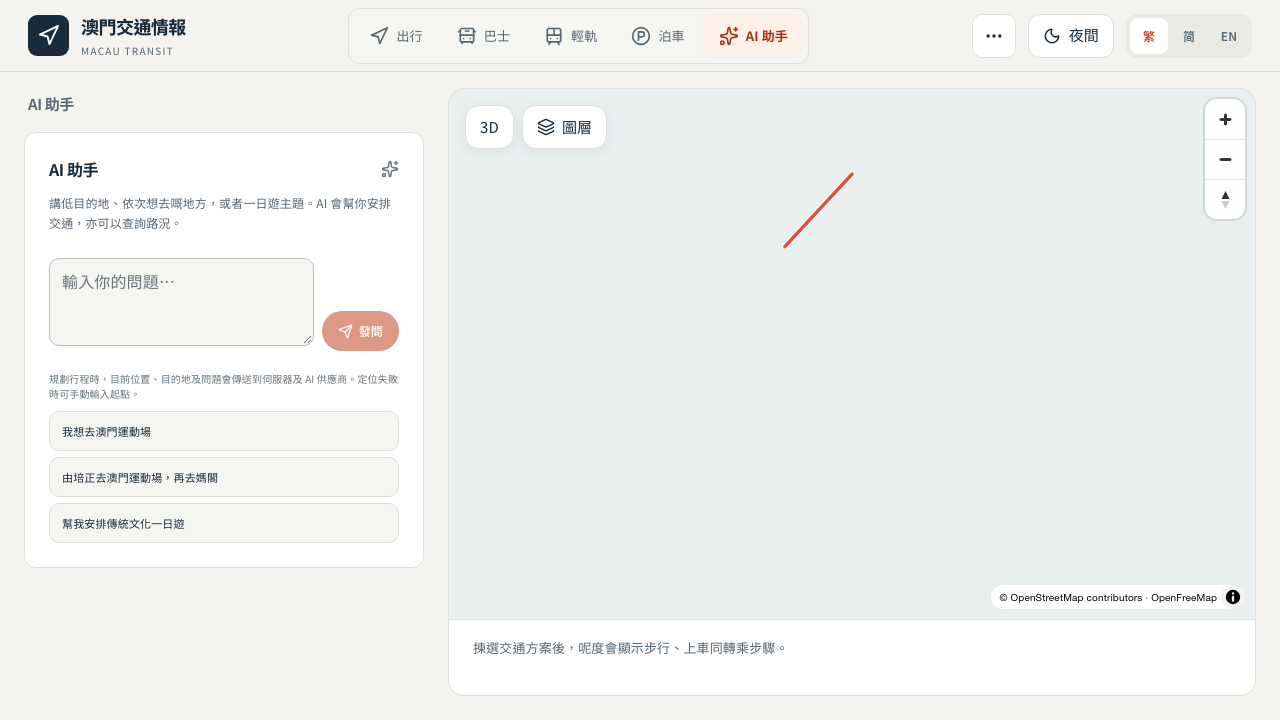 澳門交通情報
MACAU TRANSIT
出行
巴士
輕軌
泊車
AI 助手
夜間
繁
简
EN
AI 助手
AI 助手
講低目的地、依次想去嘅地方，或者一日遊主題。AI 會幫你安排
交通，亦可以查詢路況。
輸入你的問題…
發問
規劃行程時，目前位置、目的地及問題會傳送到伺服器及 AI 供應商。定位失敗
時可手動輸入起點。
我想去澳門運動場
由培正去澳門運動場，再去媽閣
幫我安排傳統文化一日遊
3D
圖層
© OpenStreetMap contributors · OpenFreeMap
揀選交通方案後，呢度會顯示步行、上車同轉乘步驟。